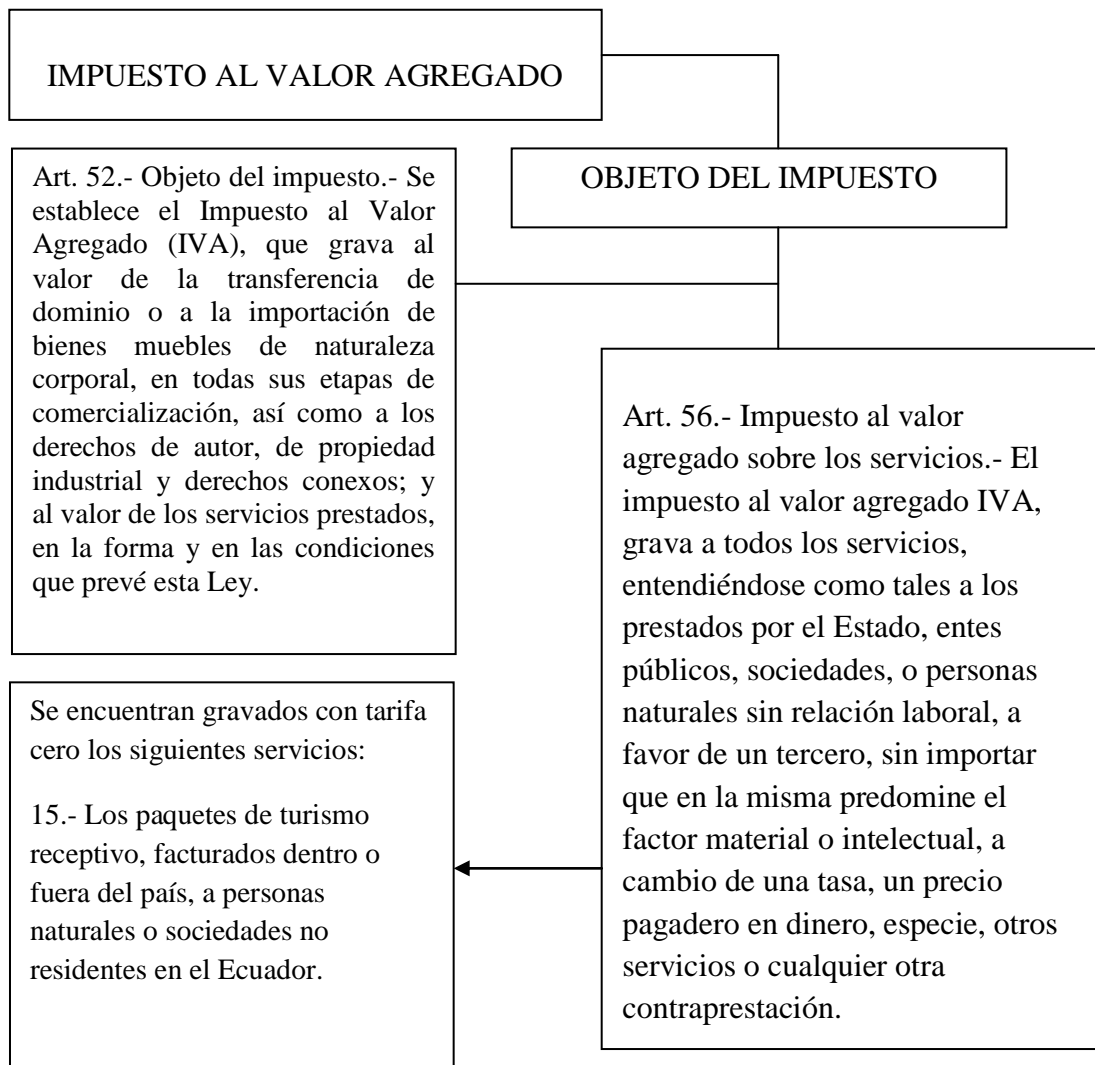 IMPUESTO AL VALOR AGREGADO
OBJETO DEL IMPUESTO
Art. 52.- Objeto del impuesto.- Se
establece el Impuesto al Valor
Agregado (IVA), que grava al
valor de la transferencia de
dominio o a la importación de
bienes muebles de naturaleza
corporal, en todas sus etapas de
comercialización, así como a los
derechos de autor, de propiedad
industrial y derechos conexos; y
al valor de los servicios prestados,
en la forma y en las condiciones
que prevé esta Ley.
Art. 56.- Impuesto al valor
agregado sobre los servicios.- El
impuesto al valor agregado IVA,
grava a todos los servicios,
entendiéndose como tales a los
prestados por el Estado, entes
públicos, sociedades, o personas
naturales sin relación laboral, a
favor de un tercero, sin importar
que en la misma predomine el
factor material o intelectual, a
cambio de una tasa, un precio
pagadero en dinero, especie, otros
servicios o cualquier otra
contraprestación.
Se encuentran gravados con tarifa
cero los siguientes servicios:
15.- Los paquetes de turismo
receptivo, facturados dentro o
fuera del país, a personas
naturales o sociedades no
residentes en el Ecuador.